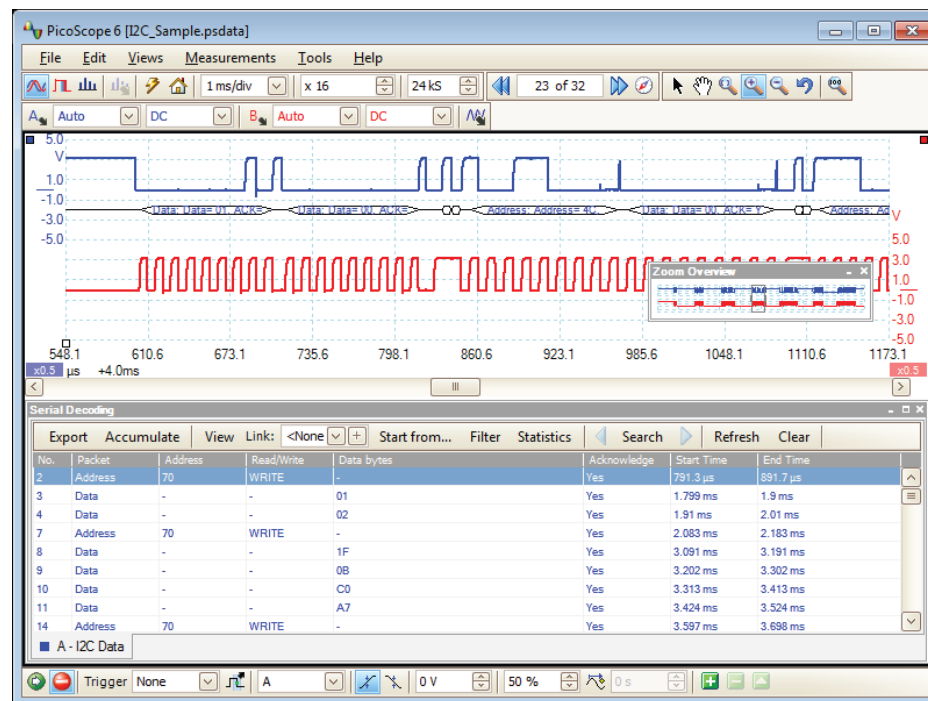 PicoScope 6 [I2C_Sample.psdata]
File Edit Views Measurements Tools Help
1 ms/div x 16 24 kS 23 of 32
A Auto DC B Auto DC
5.0
V
1.0
-1.0
-3.0
-5.0
Data: Data= 01, ACK= Data: Data= 00, ACK= Address: Address= 4C, Data: Data= 00, ACK= Y Address: Ad
V
5.0
3.0
1.0
-1.0
-3.0
-5.0
Zoom Overview
548.1 610.6 673.1 735.6 798.1 860.6 923.1 985.6 1048.1 1110.6 1173.1
x0.5 µs +4.0ms x0.5
Serial Decoding
Export Accumulate View Link: <None Start from... Filter Statistics Search Refresh Clear
No. Packet Address Read/Write Data bytes Acknowledge Start Time End Time
2 Address 70 WRITE - Yes 791.3 µs 891.7 µs
3 Data - - 01 Yes 1.799 ms 1.9 ms
4 Data - - 02 Yes 1.91 ms 2.01 ms
7 Address 70 WRITE - Yes 2.083 ms 2.183 ms
8 Data - - 1F Yes 3.091 ms 3.191 ms
9 Data - - 0B Yes 3.202 ms 3.302 ms
10 Data - - C0 Yes 3.313 ms 3.413 ms
11 Data - - A7 Yes 3.424 ms 3.524 ms
14 Address 70 WRITE - Yes 3.597 ms 3.698 ms
A - I2C Data
Trigger None A 0 V 50 % 0 s